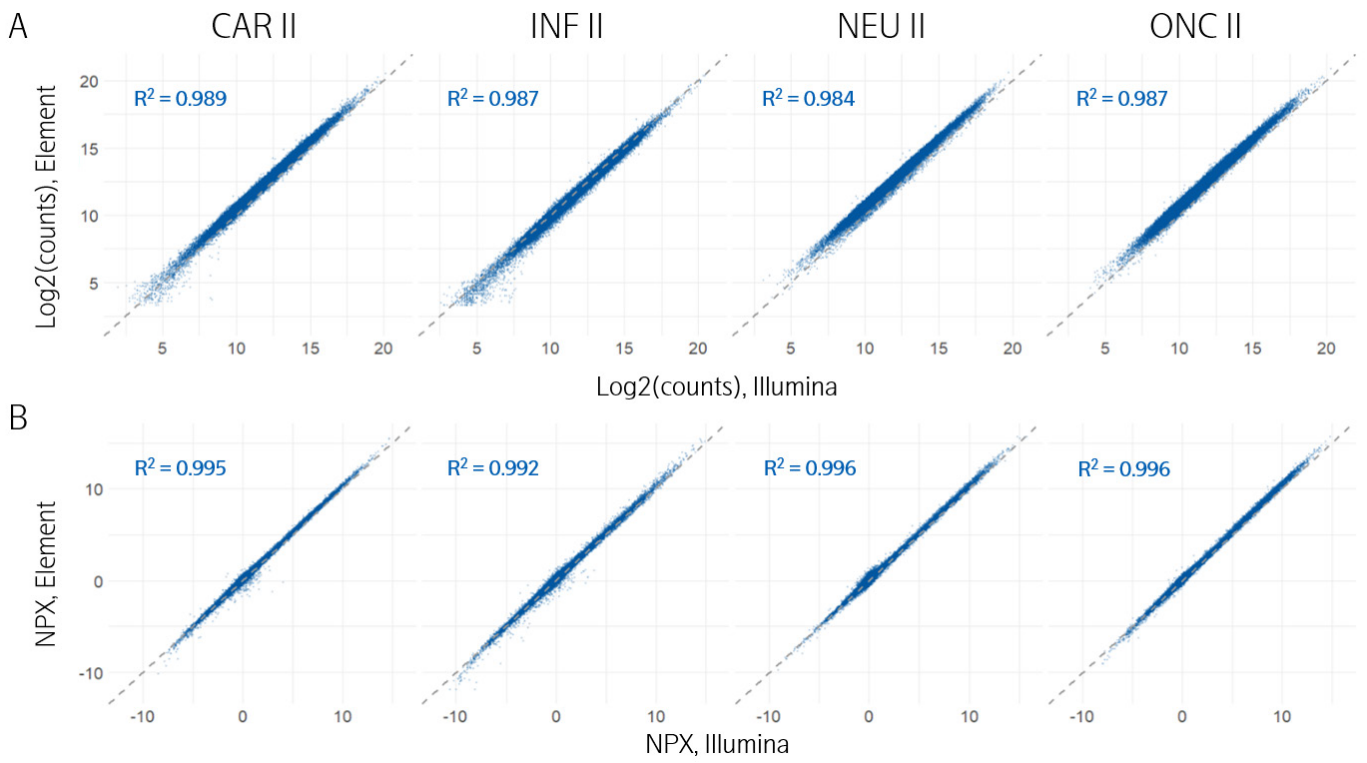 A
CAR II
INF II
NEU II
ONC II
Log2(counts), Element
20
15
10
5
R² = 0.989
R² = 0.987
R² = 0.984
R² = 0.987
5 10 15 20
5 10 15 20
5 10 15 20
5 10 15 20
Log2(counts), Illumina
B
NPX, Element
10
0
-10
R² = 0.995
R² = 0.992
R² = 0.996
R² = 0.996
-10 0 10
-10 0 10
-10 0 10
-10 0 10
NPX, Illumina